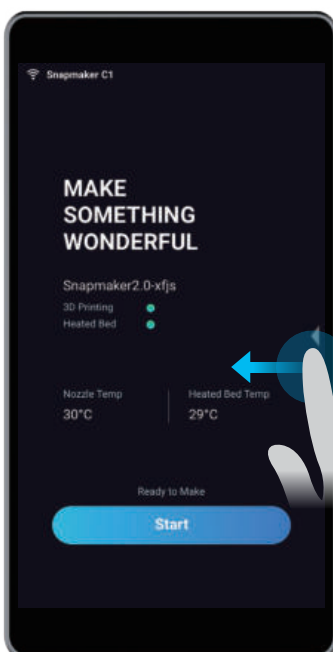 Snapmaker C1
MAKE
SOMETHING
WONDERFUL
Snapmaker2.0-xfjs
3D Printing
Heated Bed
Nozzle Temp
Heated Bed Temp
30°C
29°C
Ready to Make
Start